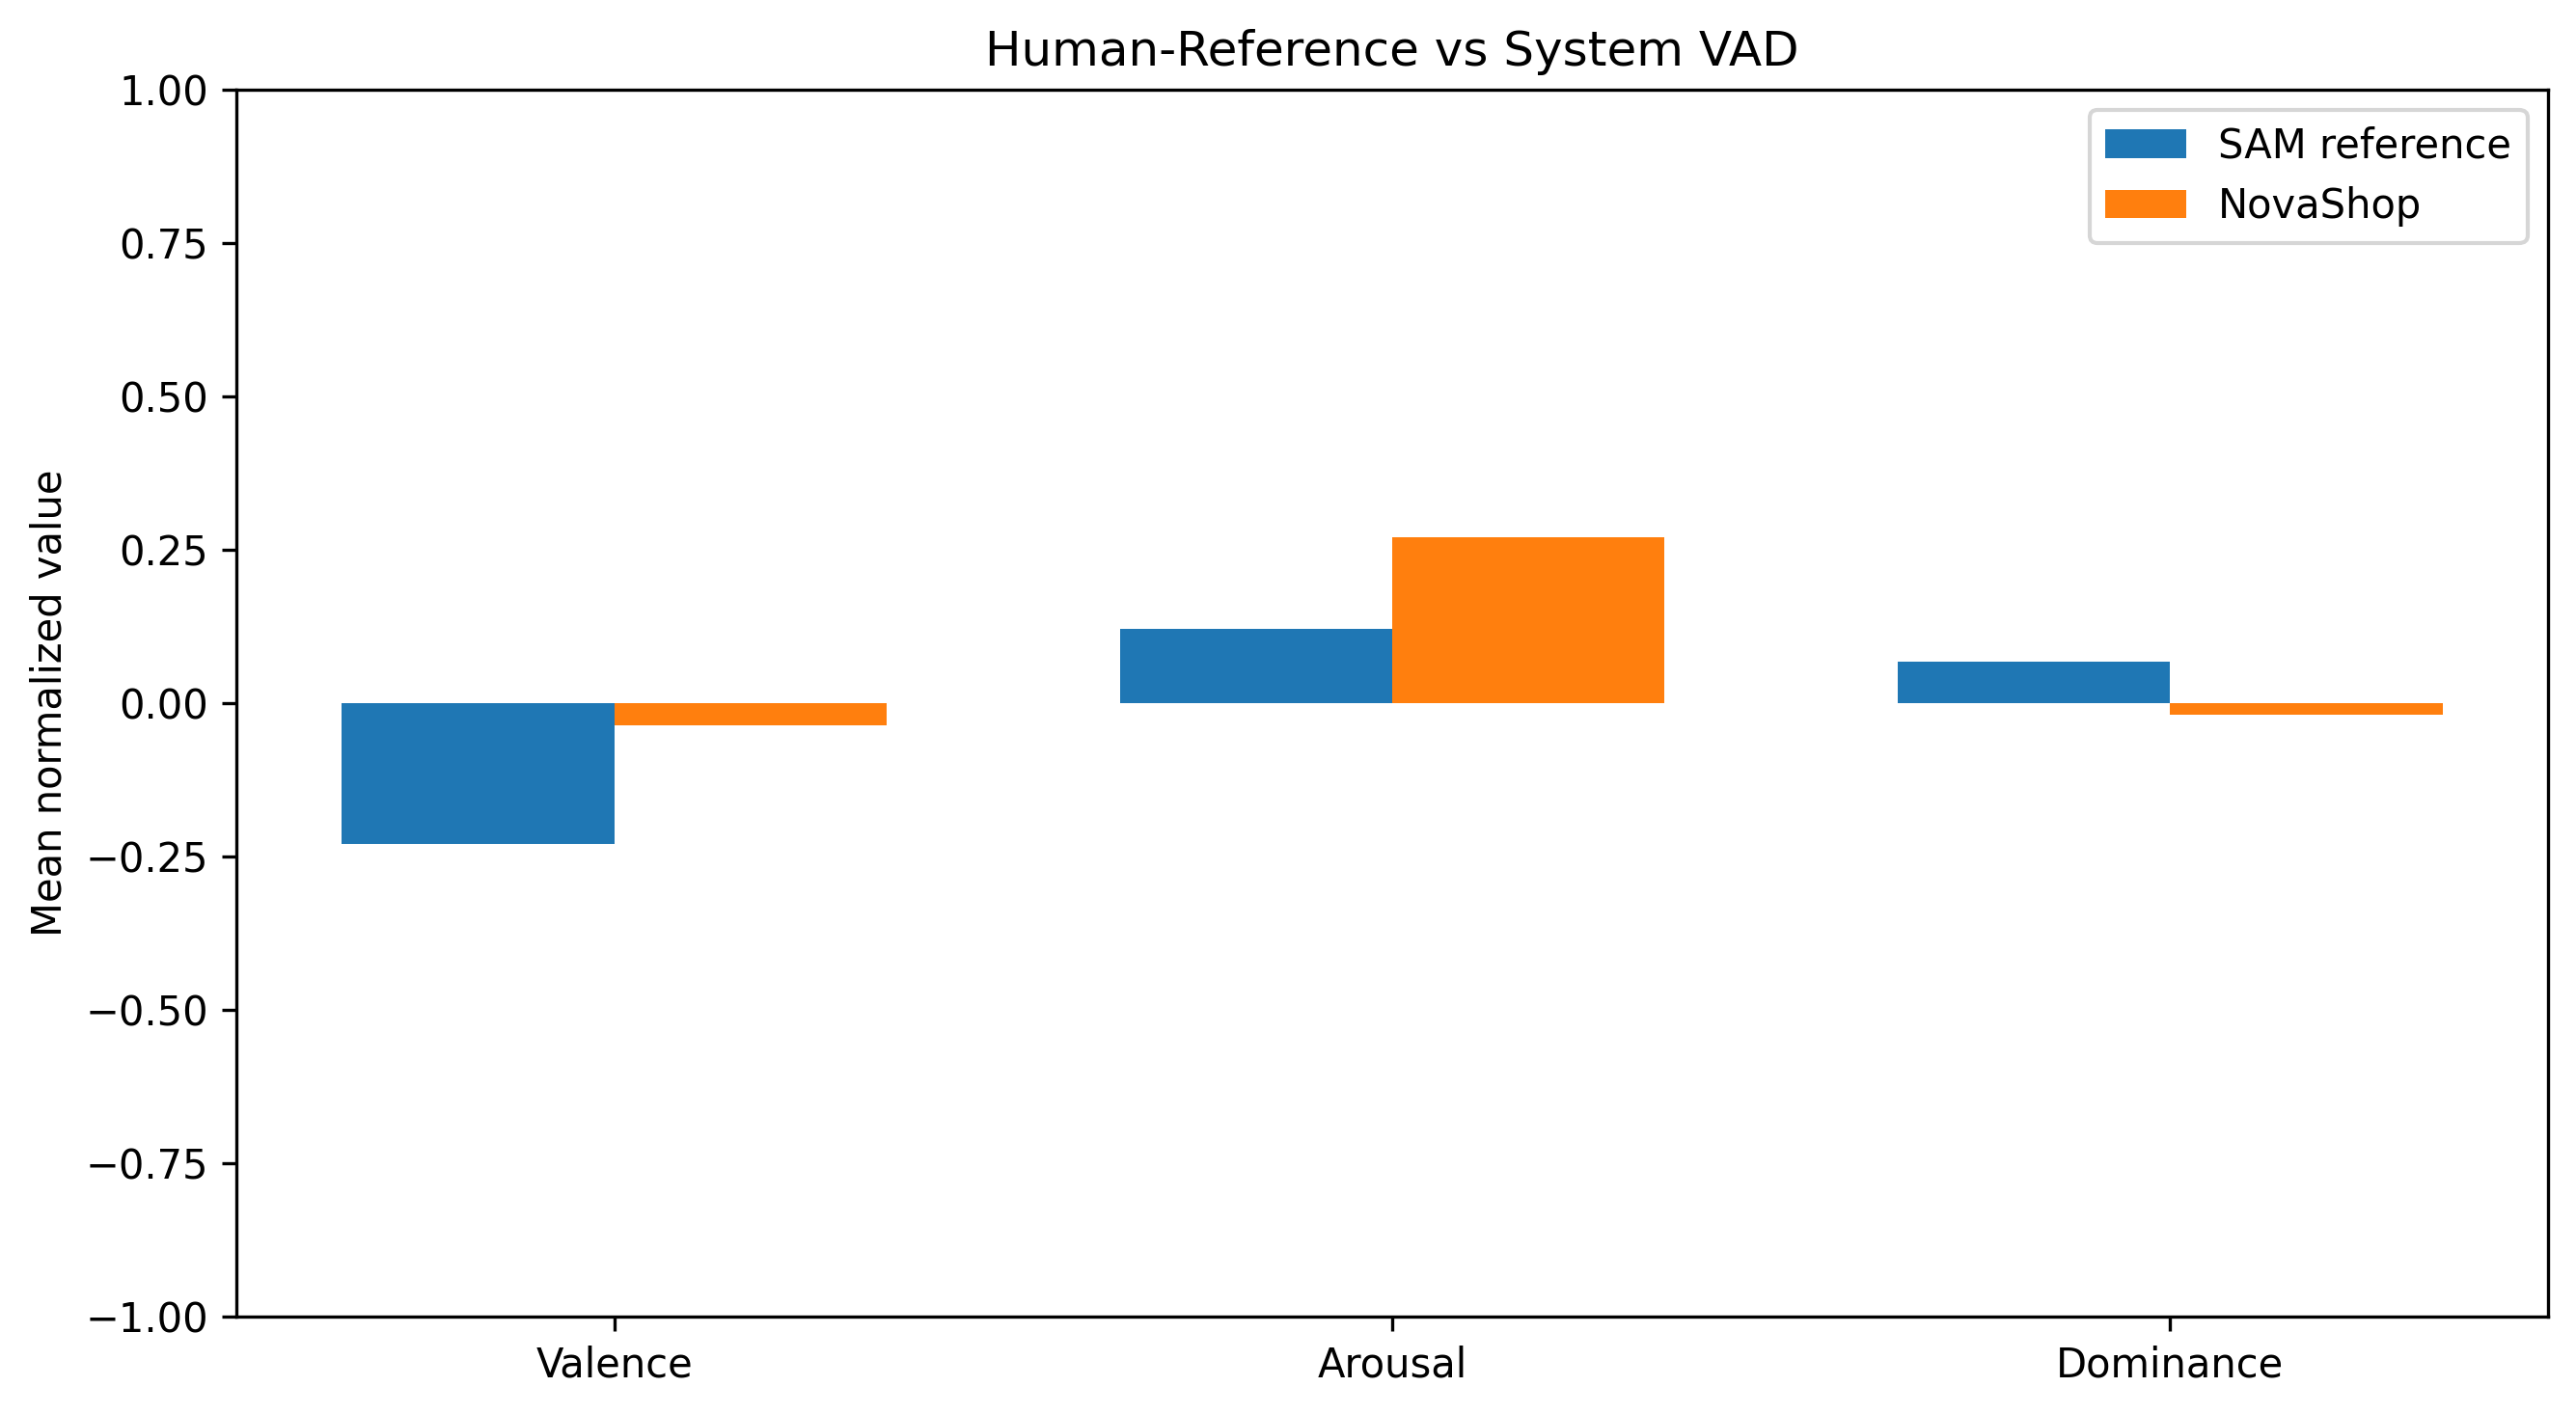 Human-Reference vs System VAD
SAM reference
NovaShop
Mean normalized value
1.00
0.75
0.50
0.25
0.00
−0.25
−0.50
−0.75
−1.00
Valence
Arousal
Dominance